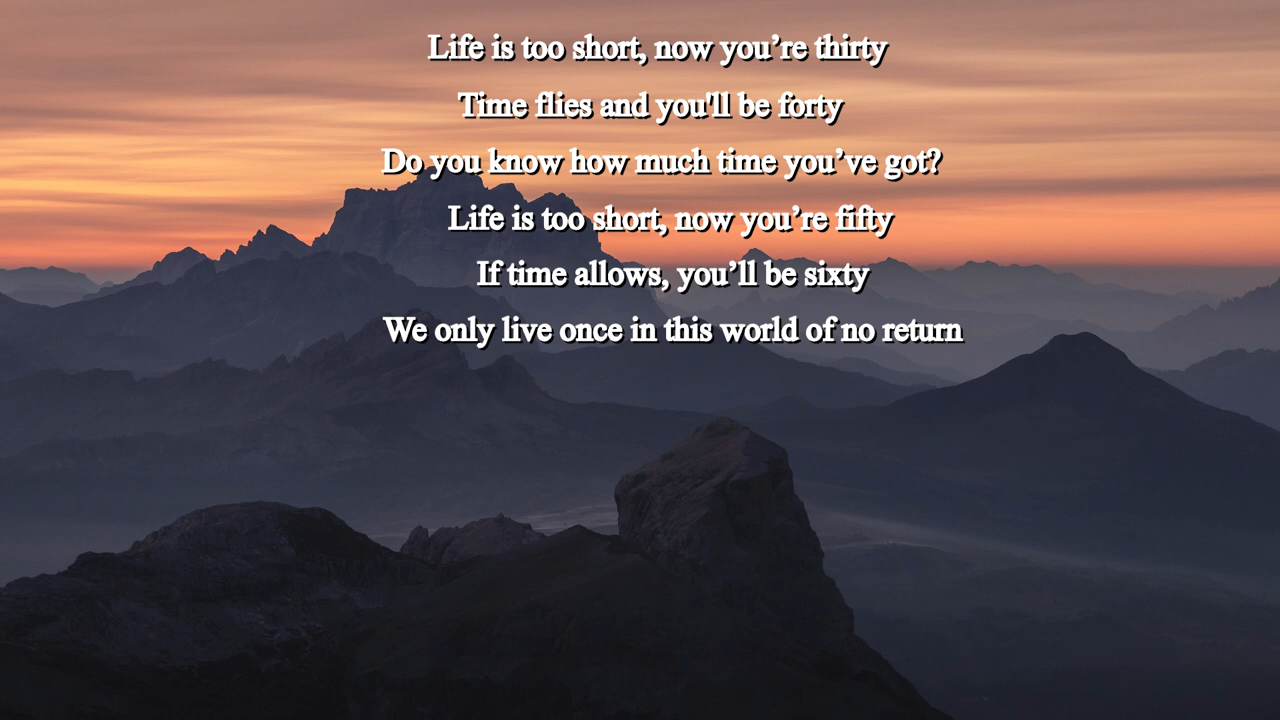 Life is too short, now you’re thirty
Time flies and you'll be forty
Do you know how much time you’ve got?
Life is too short, now you’re fifty
If time allows, you’ll be sixty
We only live once in this world of no return